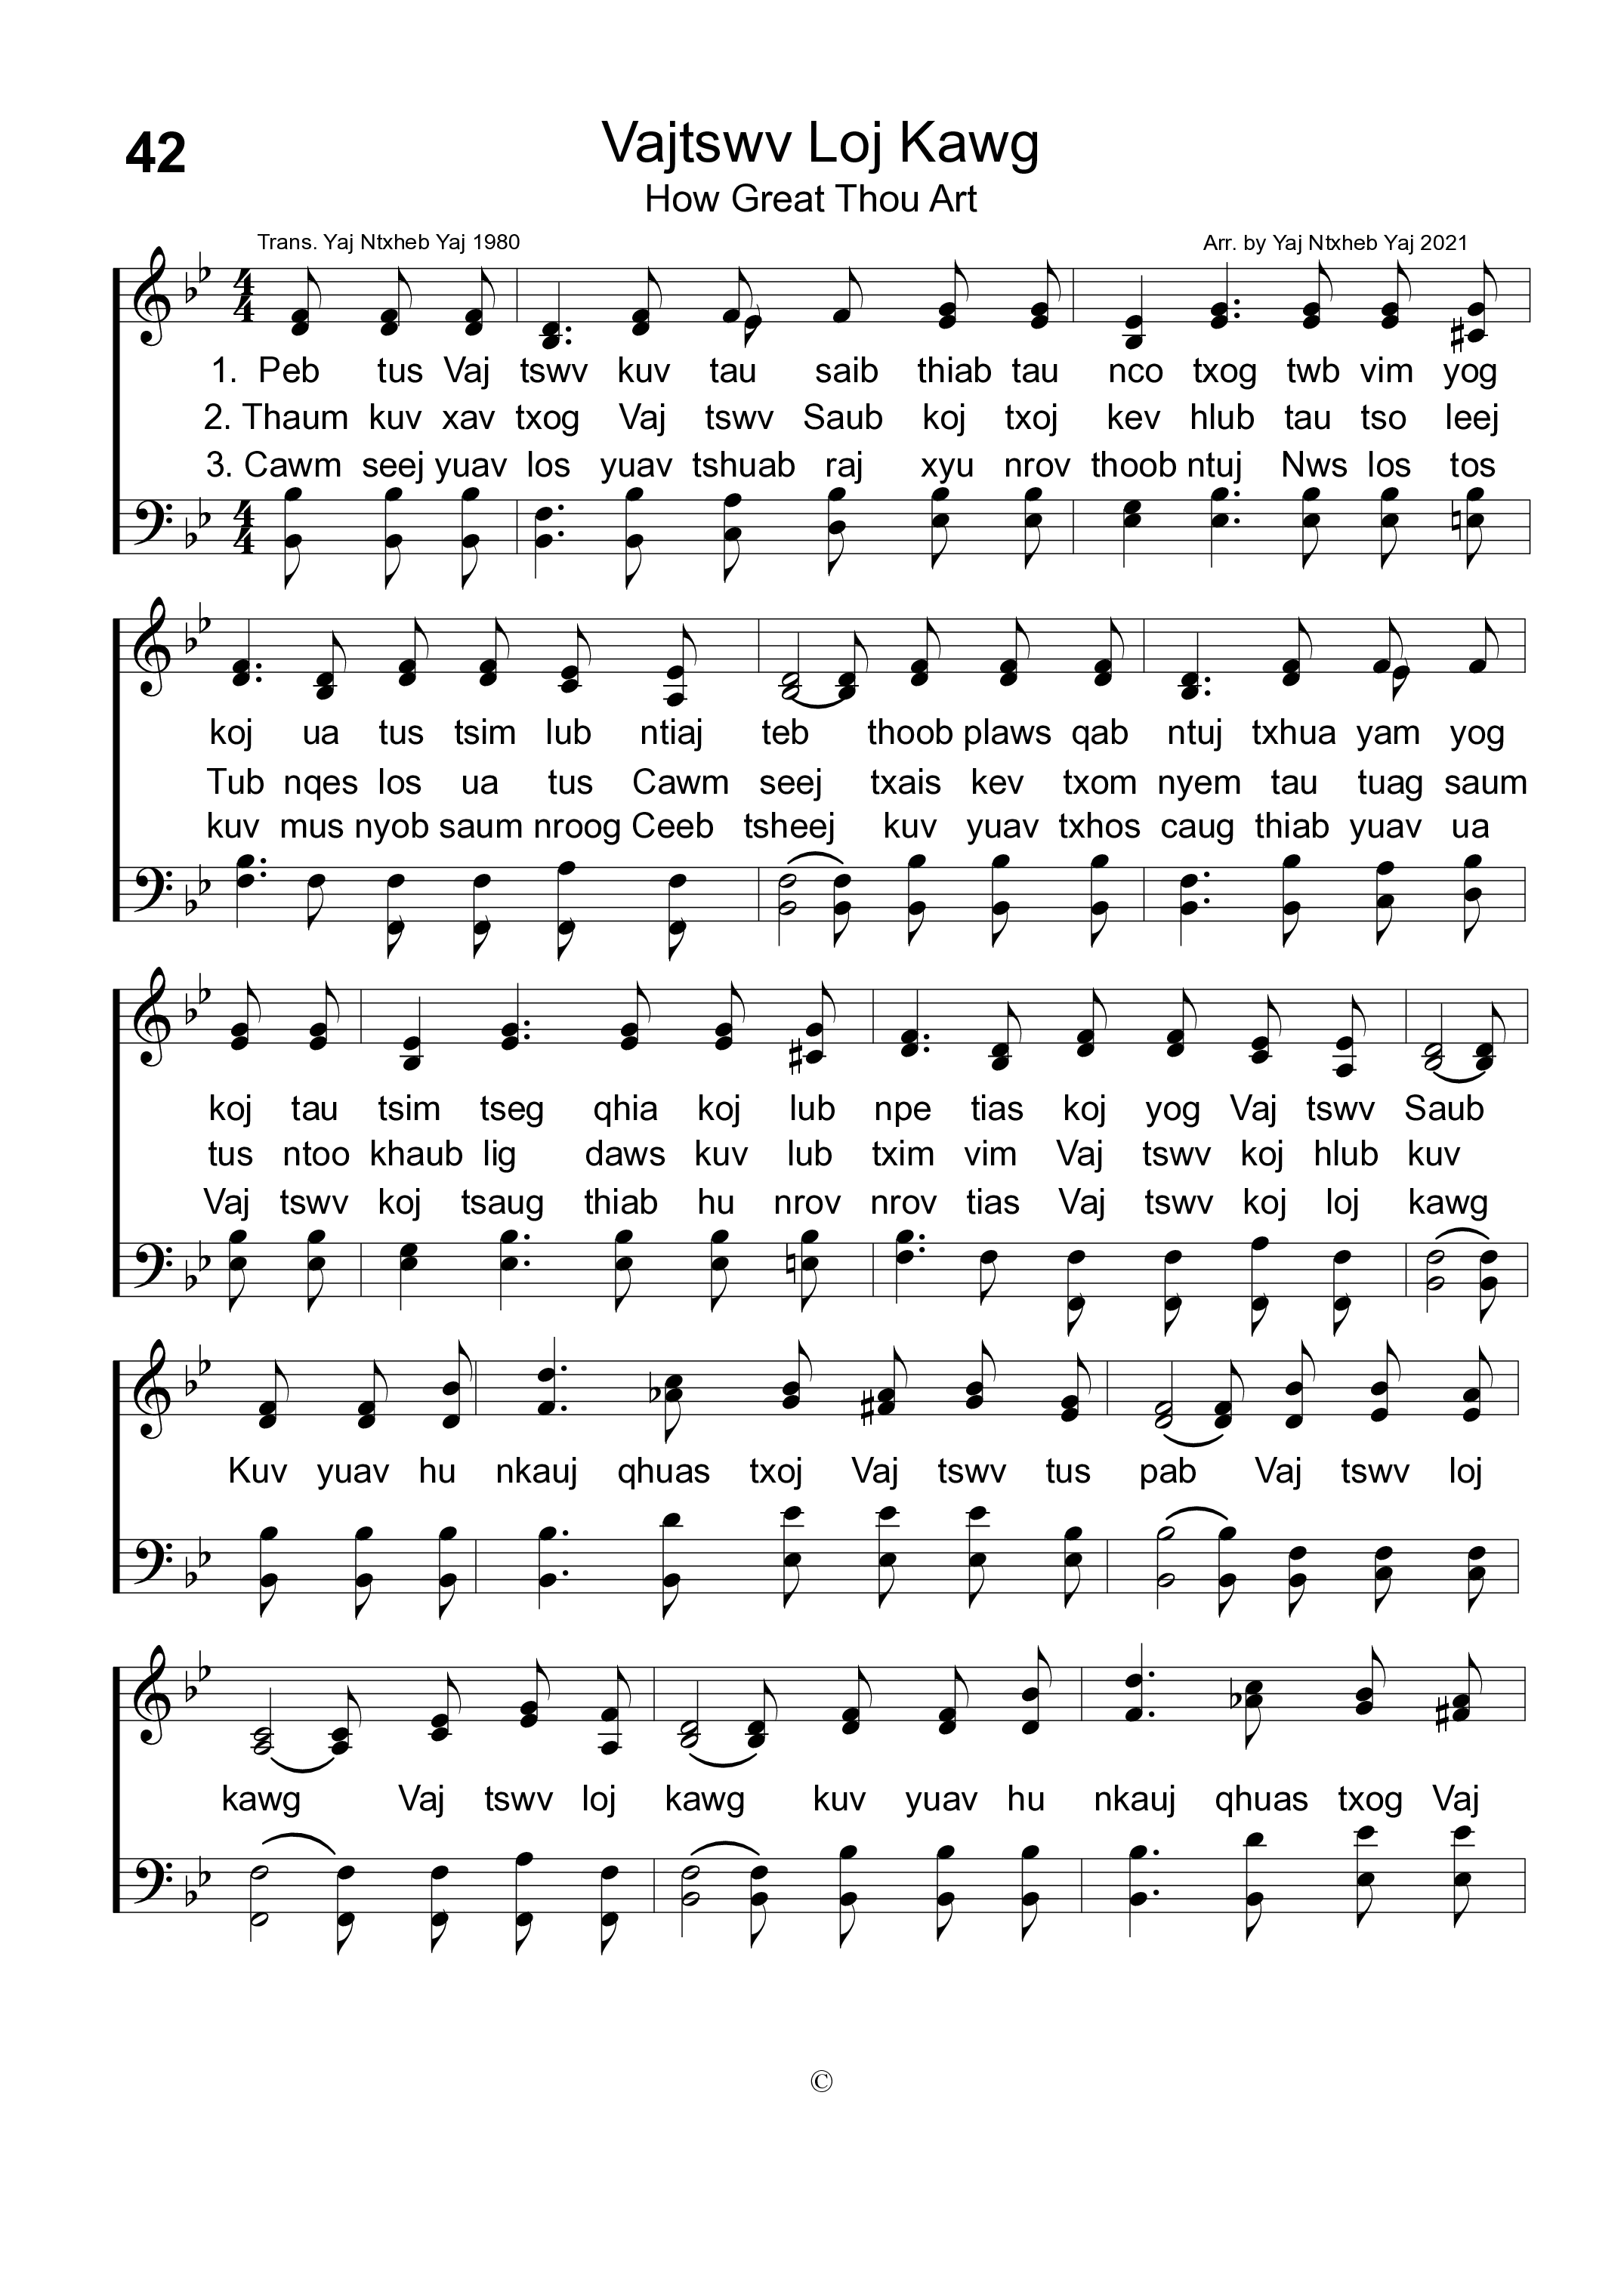 42
Vajtswv Loj Kawg
How Great Thou Art
Trans. Yaj Ntxheb Yaj 1980
Arr. by Yaj Ntxheb Yaj 2021
1. Peb tus Vaj tswv kuv tau saib thiab tau nco txog twb vim yog
2. Thaum kuv xav txog Vaj tswv Saub koj txoj kev hlub tau tso leej
3. Cawm seej yuav los yuav tshuab raj xyu nrov thoob ntuj Nws los tos
koj ua tus tsim lub ntiaj teb thoob plaws qab ntuj txhua yam yog
Tub nqes los ua tus Cawm seej txais kev txom nyem tau tuag saum
kuv mus nyob saum nroog Ceeb tsheej kuv yuav txhos caug thiab yuav ua
koj tau tsim tseg qhia koj lub npe tias koj yog Vaj tswv Saub
tus ntoo khaub lig daws kuv lub txim vim Vaj tswv koj hlub kuv
Vaj tswv koj tsaug thiab hu nrov nrov tias Vaj tswv koj loj kawg
Kuv yuav hu nkauj qhuas txoj Vaj tswv tus pab Vaj tswv loj
kawg Vaj tswv loj kawg kuv yuav hu nkauj qhuas txog Vaj
©